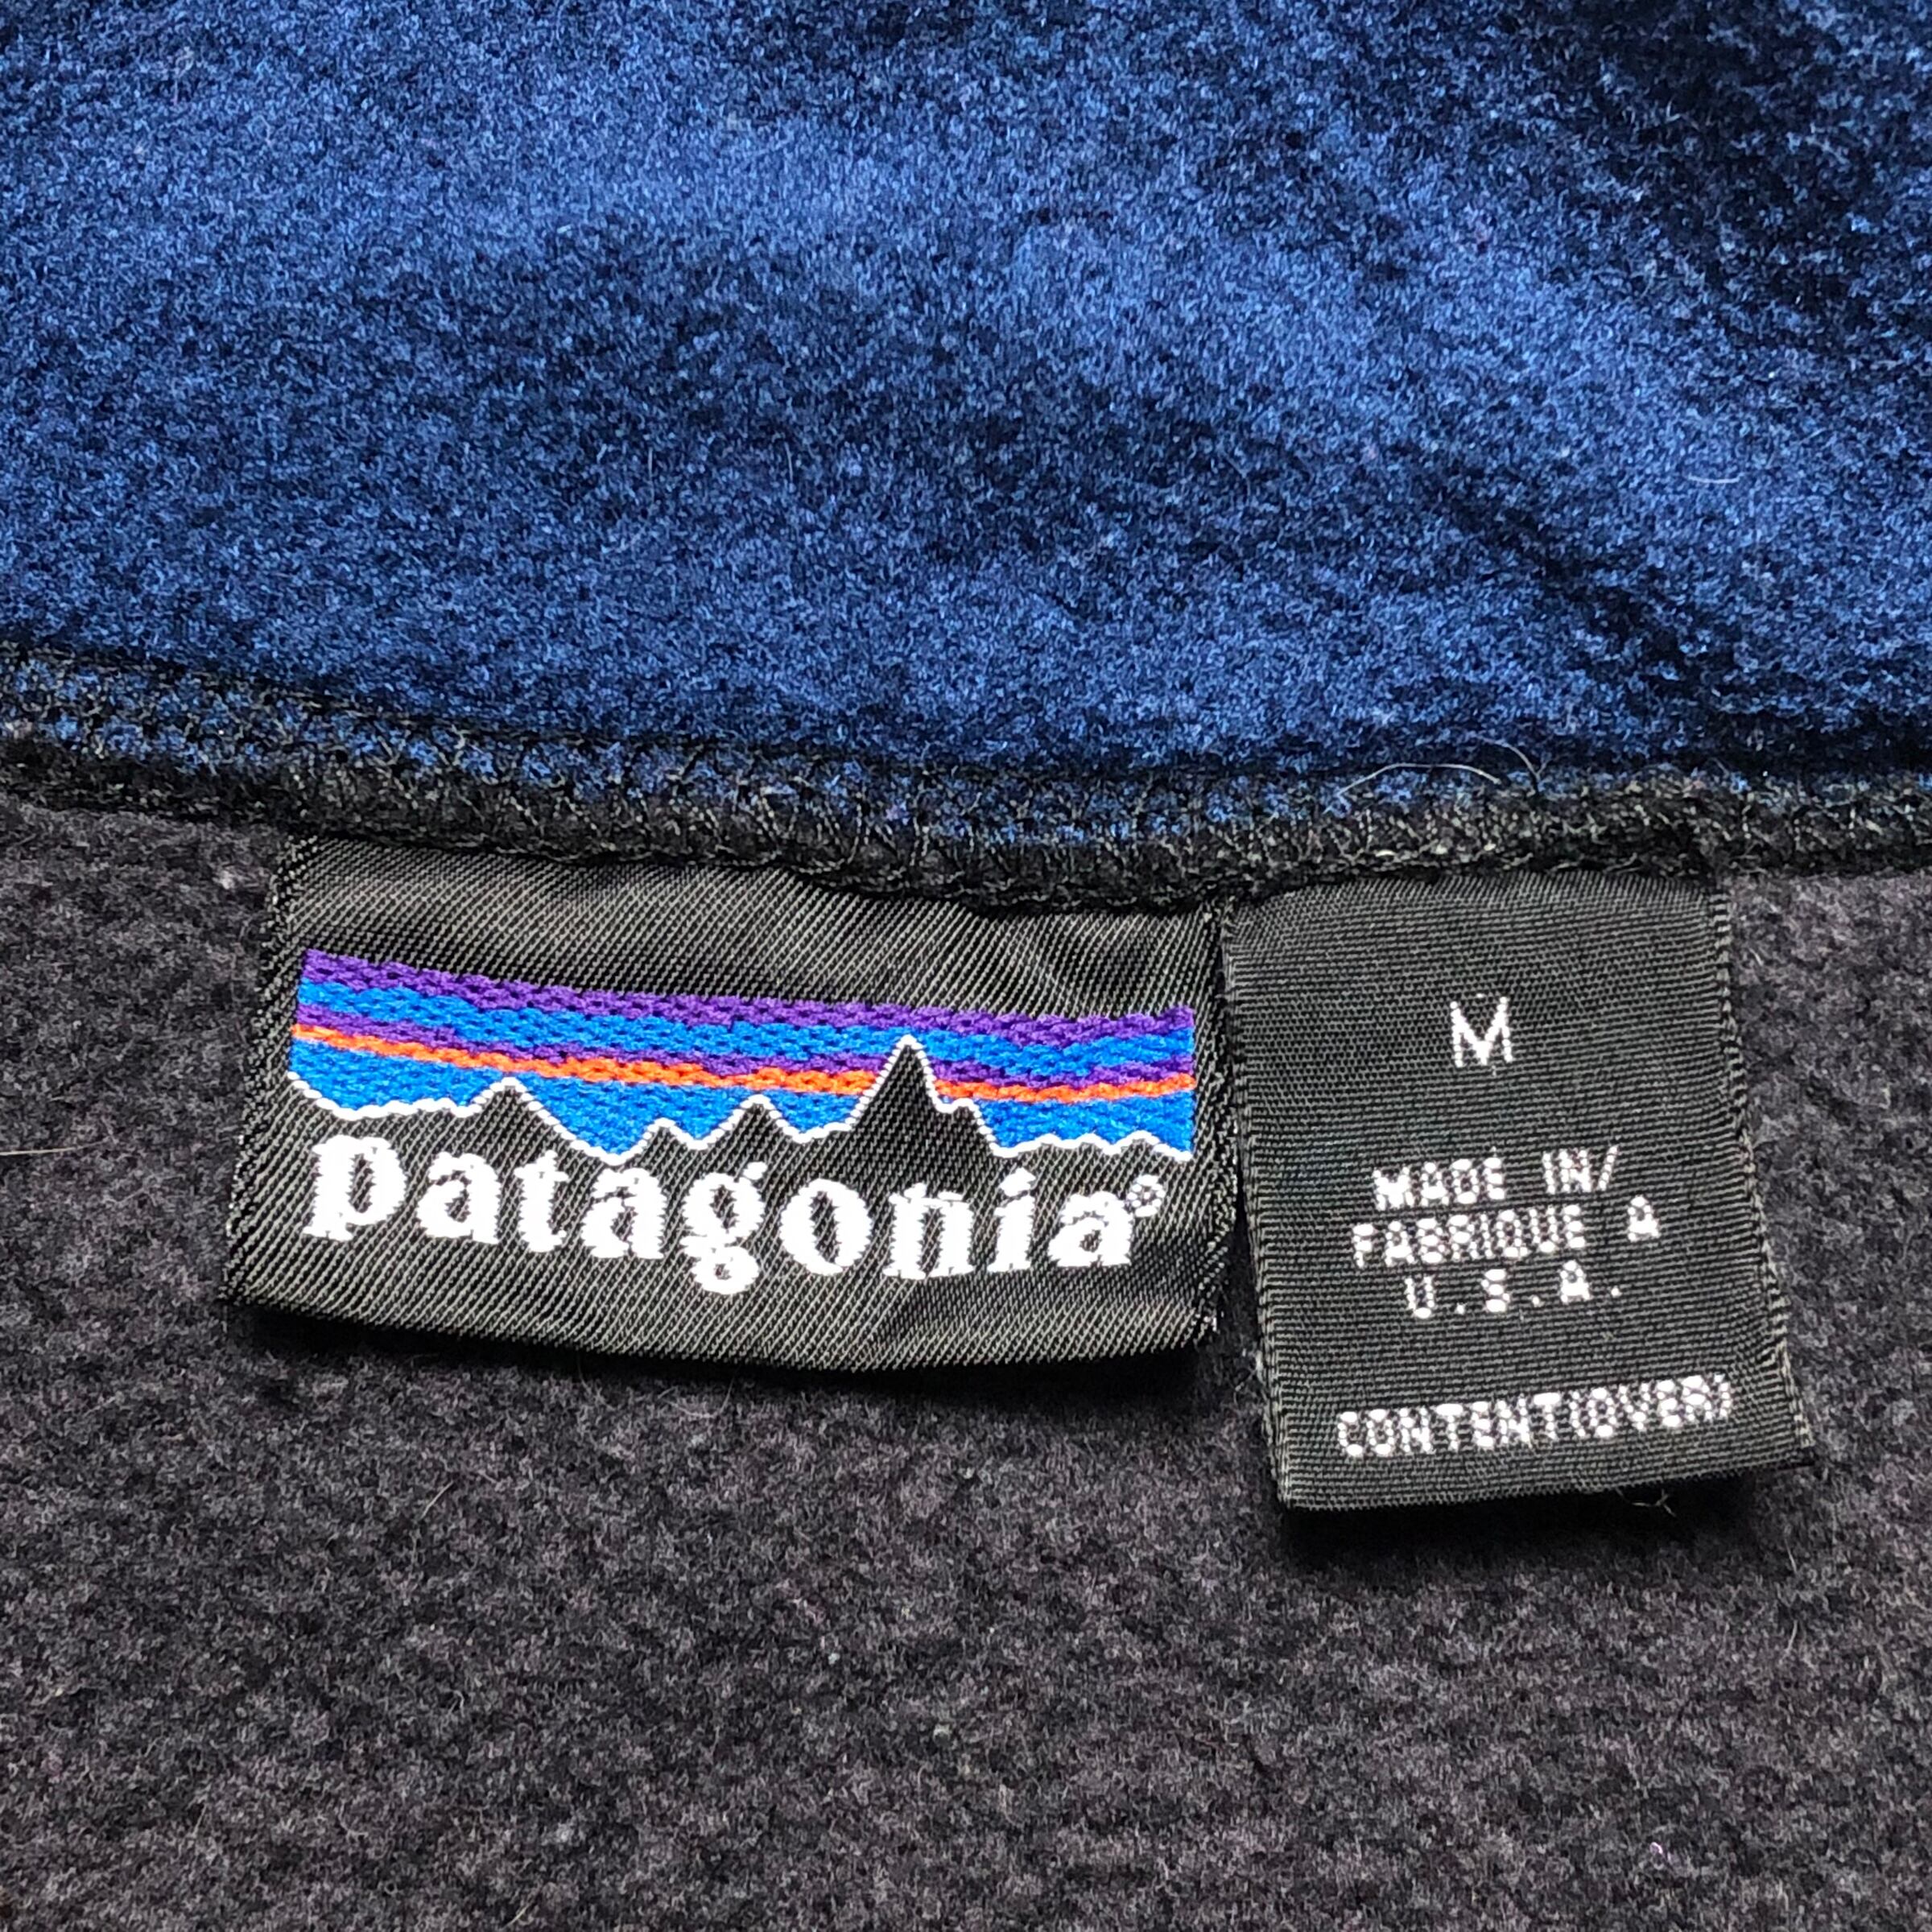 patagonia®
M
MADE IN/
FABRIQUE A
U.S.A.
CONTENT(OVER)